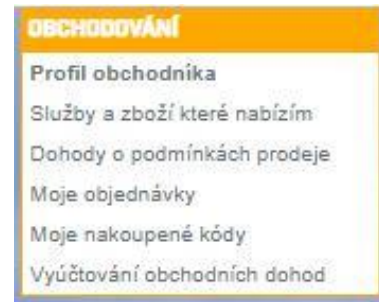 OBCHODOVÁNÍ
Profil obchodníka
Služby a zboží které nabízím
Dohody o podmínkách prodeje
Moje objednávky
Moje nakoupené kódy
Vyúčtování obchodních dohod